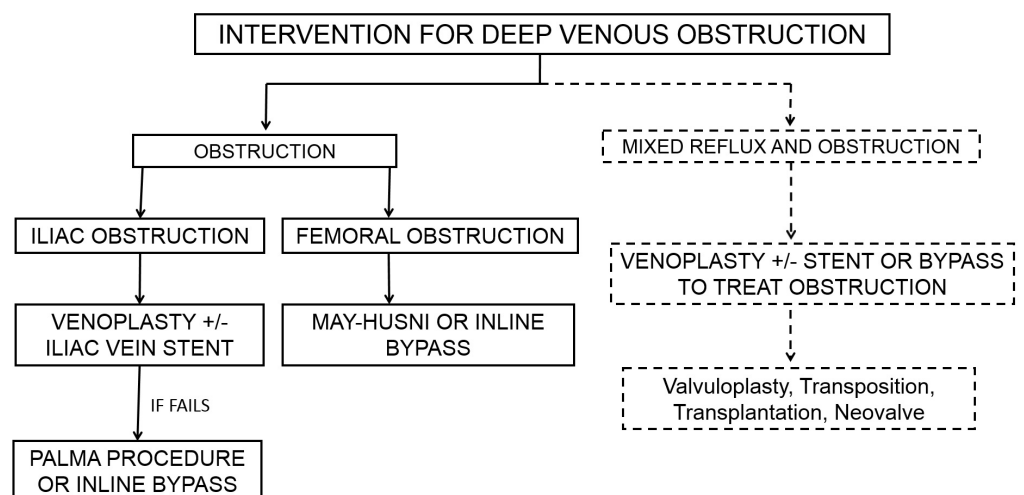 INTERVENTION FOR DEEP VENOUS OBSTRUCTION
OBSTRUCTION
MIXED REFLUX AND OBSTRUCTION
ILIAC OBSTRUCTION
FEMORAL OBSTRUCTION
VENOPLASTY +/- STENT OR BYPASS
TO TREAT OBSTRUCTION
VENOPLASTY +/-
ILIAC VEIN STENT
MAY-HUSNI OR INLINE
BYPASS
Valvuloplasty, Transposition,
Transplantation, Neovalve
IF FAILS
PALMA PROCEDURE
OR INLINE BYPASS